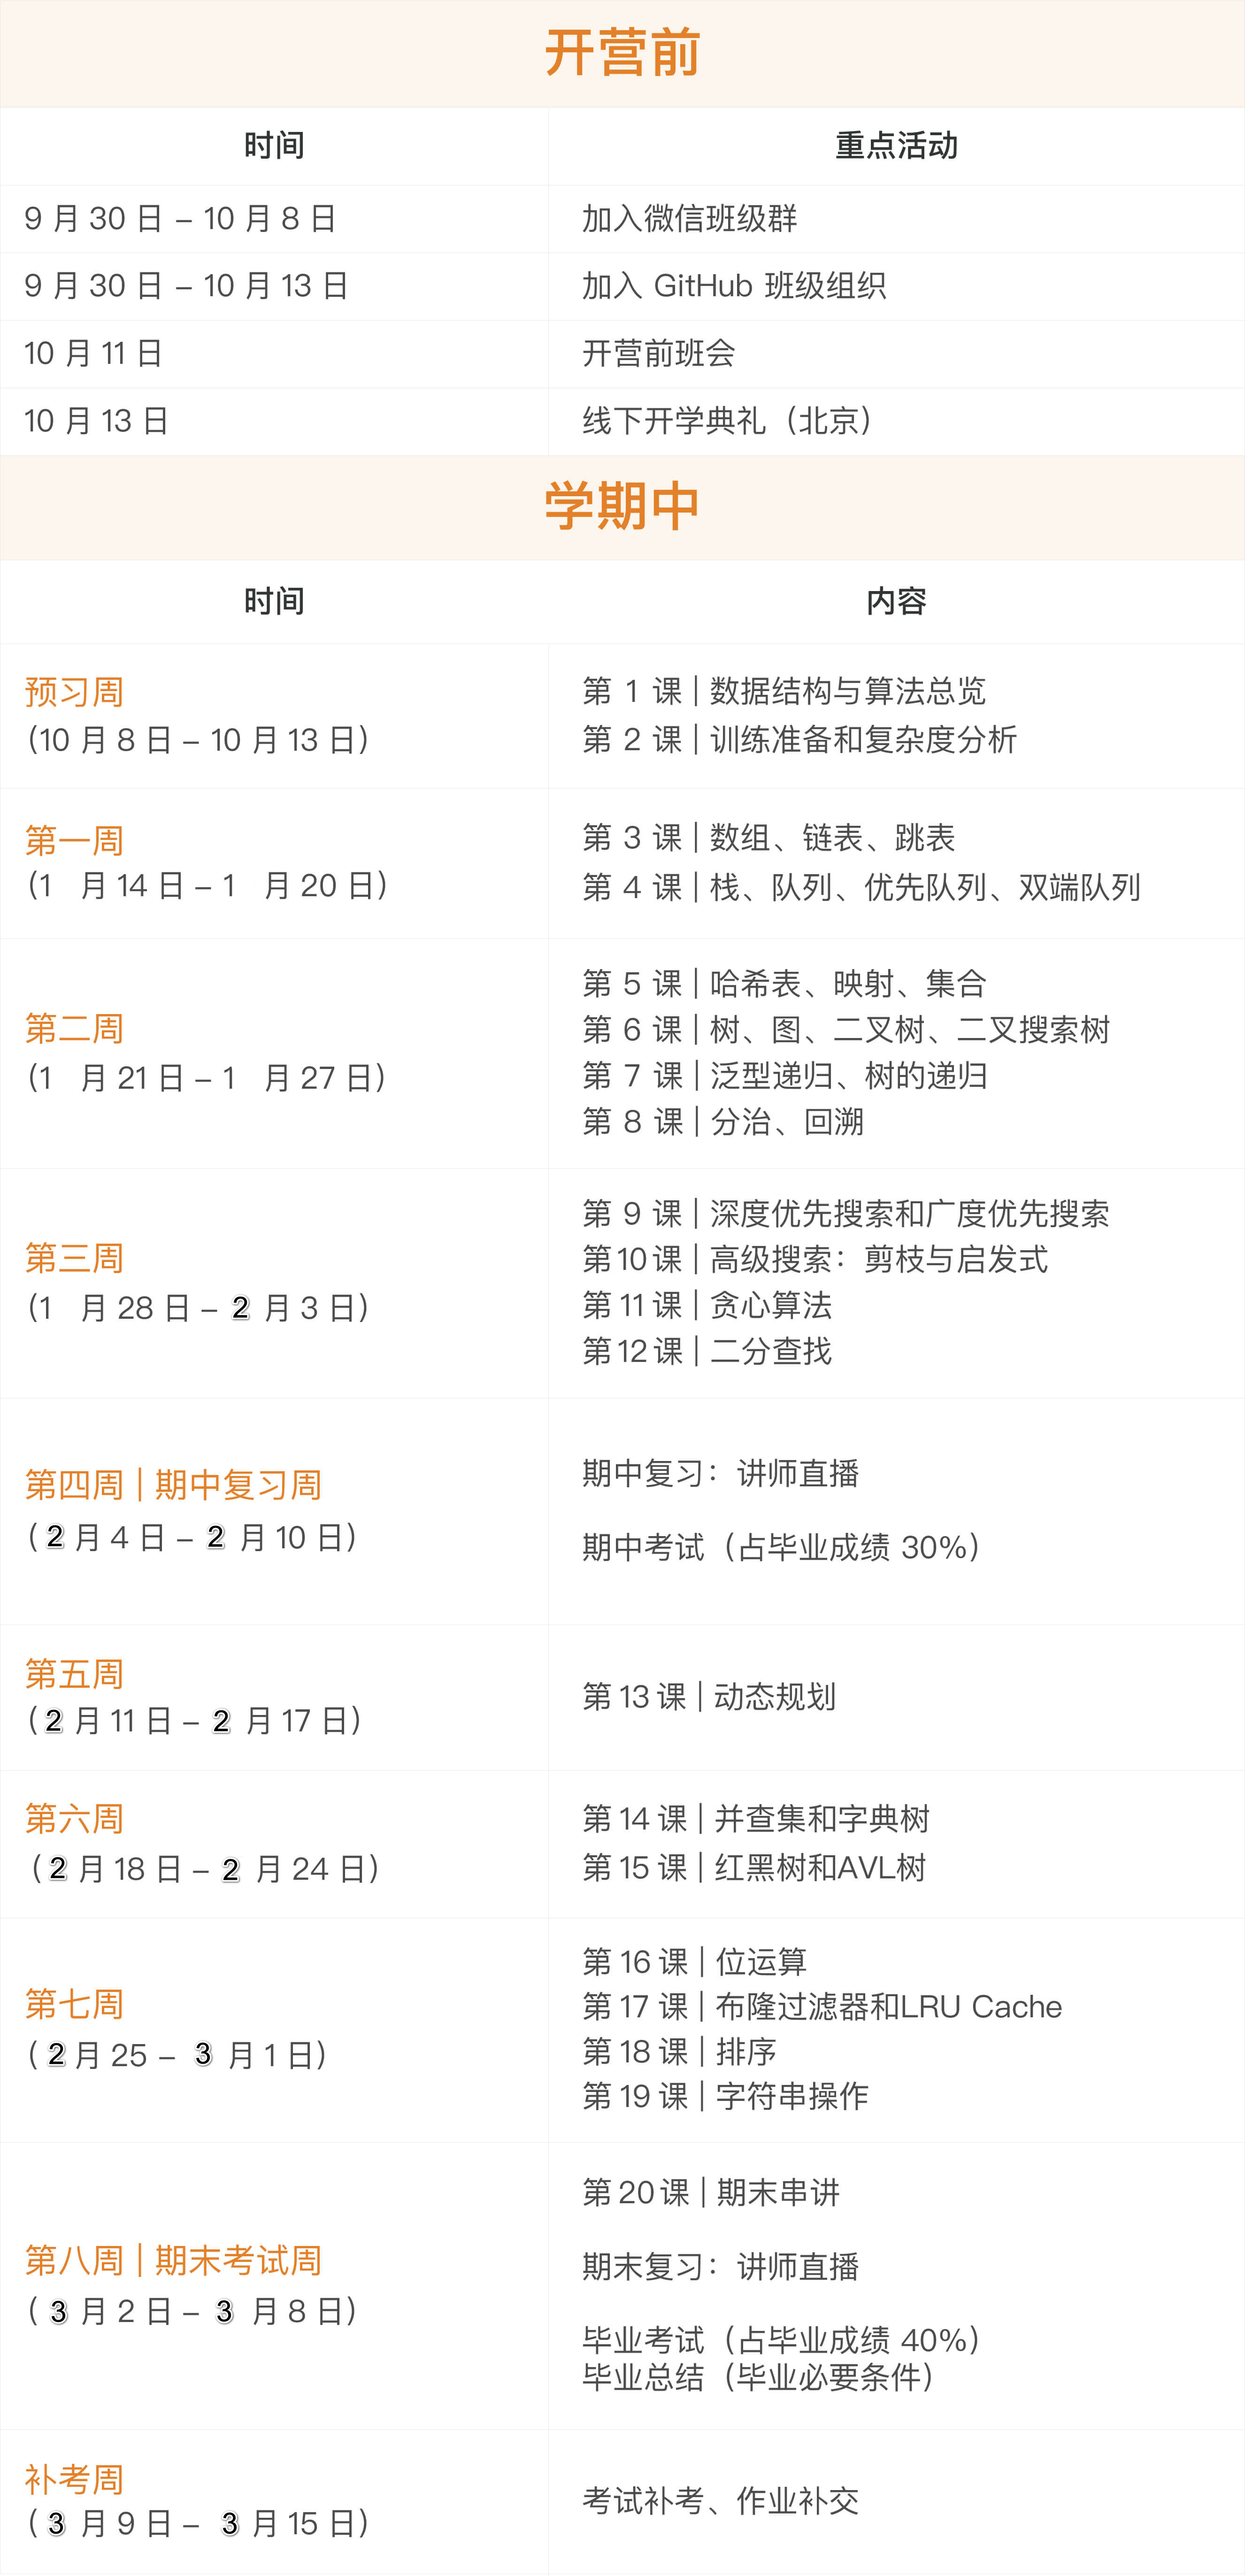 开营前
时间 重点活动
9 月 30 日 – 10 月 8 日 加入微信班级群
9 月 30 日 – 10 月 13 日 加入 GitHub 班级组织
10 月 11 日 开营前班会
10 月 13 日 线下开学典礼（北京）
学期中
时间 内容
预习周
（10 月 8 日 – 10 月 13 日）
第 1 课 | 数据结构与算法总览
第 2 课 | 训练准备和复杂度分析
第一周
（1 月 14 日 – 1 月 20 日）
第 3 课 | 数组、链表、跳表
第 4 课 | 栈、队列、优先队列、双端队列
第二周
（1 月 21 日 – 1 月 27 日）
第 5 课 | 哈希表、映射、集合
第 6 课 | 树、图、二叉树、二叉搜索树
第 7 课 | 泛型递归、树的递归
第 8 课 | 分治、回溯
第三周
（1 月 28 日 – 2 月 3 日）
第 9 课 | 深度优先搜索和广度优先搜索
第 10 课 | 高级搜索：剪枝与启发式
第 11 课 | 贪心算法
第 12 课 | 二分查找
第四周 | 期中复习周
（2 月 4 日 – 2 月 10 日）
期中复习：讲师直播
期中考试（占毕业成绩 30%）
第五周
（2 月 11 日 – 2 月 17 日）
第 13 课 | 动态规划
第六周
（2 月 18 日 – 2 月 24 日）
第 14 课 | 并查集和字典树
第 15 课 | 红黑树和AVL树
第七周
（2 月 25 – 3 月 1 日）
第 16 课 | 位运算
第 17 课 | 布隆过滤器和LRU Cache
第 18 课 | 排序
第 19 课 | 字符串操作
第八周 | 期末考试周
（3 月 2 日 – 3 月 8 日）
第 20 课 | 期末串讲
期末复习：讲师直播
毕业考试（占毕业成绩 40%）
毕业总结（毕业必要条件）
补考周
（3 月 9 日 – 3 月 15 日）
考试补考、作业补交